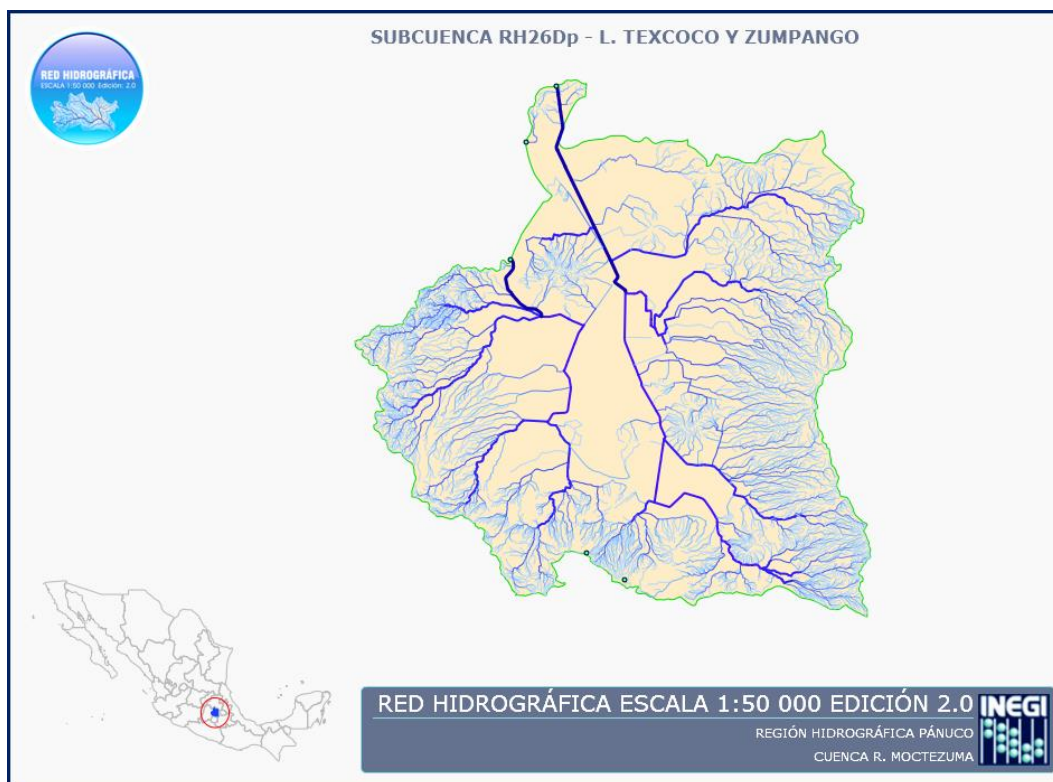 SUBCUENCA RH26Dp - L. TEXCOCO Y ZUMPANGO
RED HIDROGRÁFICA
ESCALA 1:50 000 Edición: 2.0
RED HIDROGRÁFICA ESCALA 1:50 000 EDICIÓN 2.0
REGIÓN HIDROGRÁFICA PÁNUCO
CUENCA R. MOCTEZUMA
INEGI